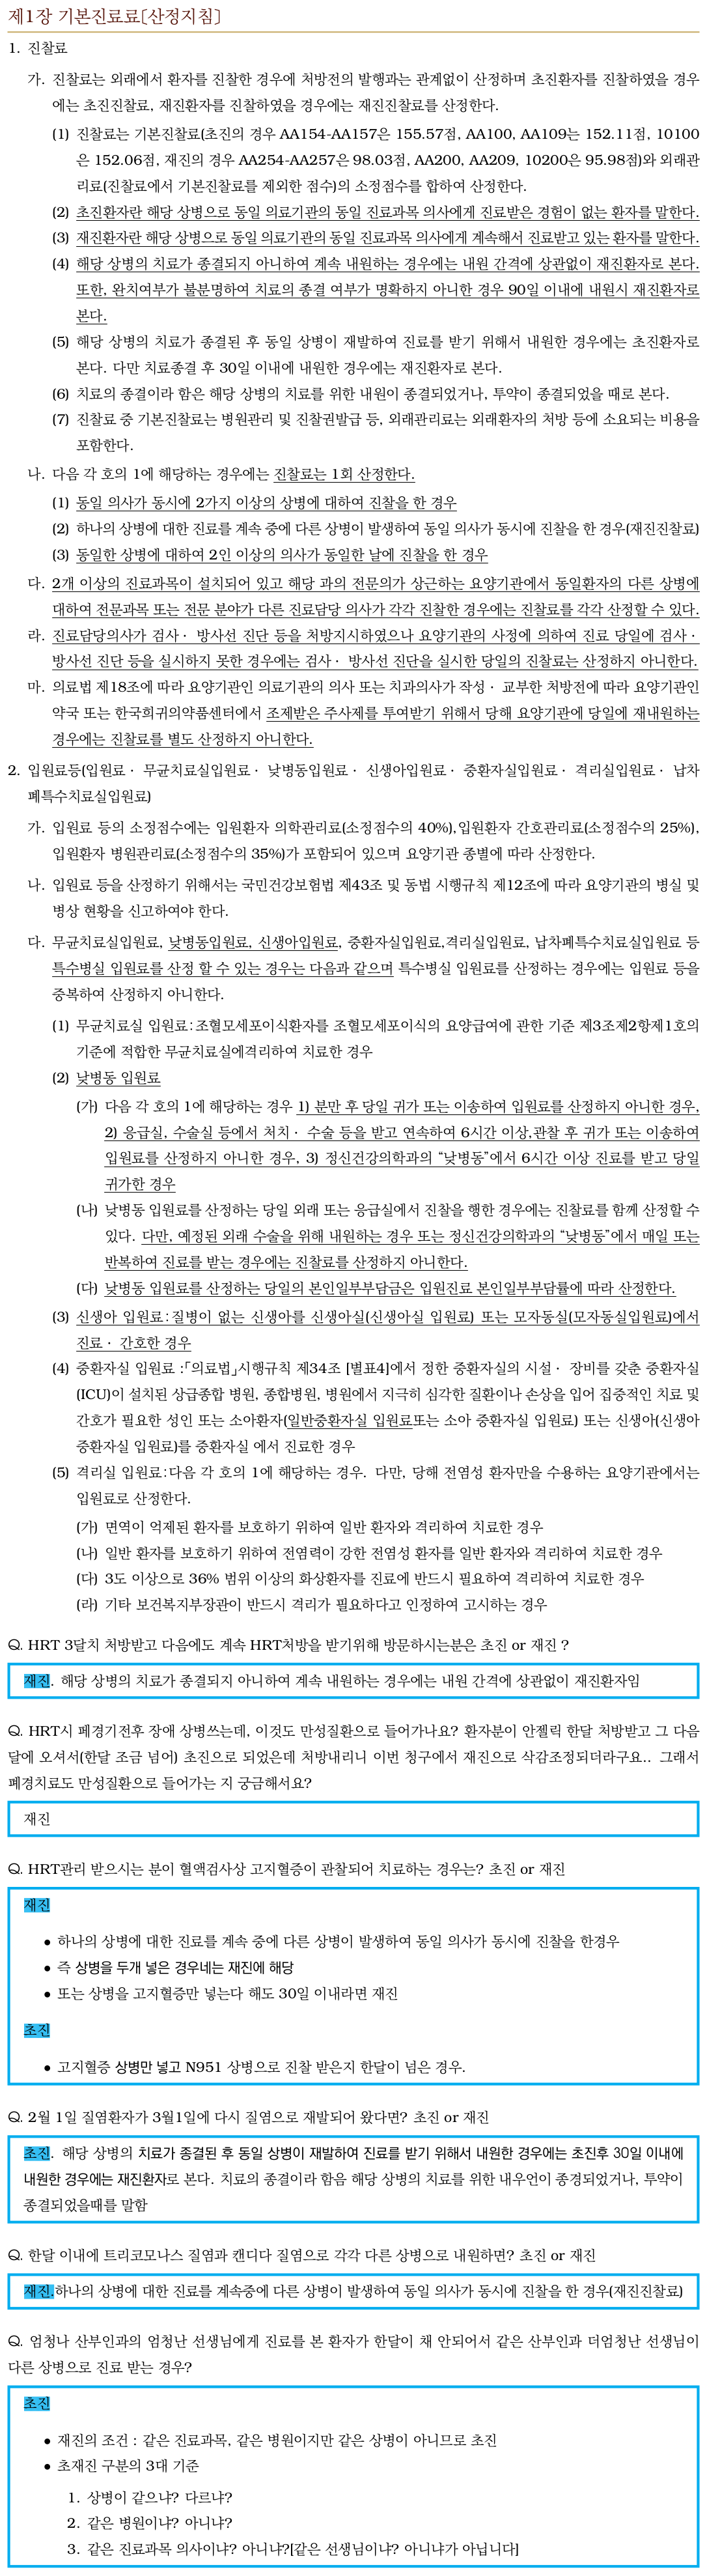 제1장 기본진료료[산정지침]
1. 진찰료
가. 진찰료는 외래에서 환자를 진찰한 경우에 처방전의 발행과는 관계없이 산정하며 초진환자를 진찰하였을 경우
에는 초진진찰료, 재진환자를 진찰하였을 경우에는 재진진찰료를 산정한다.
(1) 진찰료는 기본진찰료(초진의 경우 AA154-AA157은 155.57점, AA100, AA109는 152.11점, 10100
은 152.06점, 재진의 경우 AA254-AA257은 98.03점, AA200, AA209, 10200은 95.98점)와 외래관
리료(진찰료에서 기본진찰료를 제외한 점수)의 소정점수를 합하여 산정한다.
(2) 초진환자란 해당 상병으로 동일 의료기관의 동일 진료과목 의사에게 진료받은 경험이 없는 환자를 말한다.
(3) 재진환자란 해당 상병으로 동일 의료기관의 동일 진료과목 의사에게 계속해서 진료받고 있는 환자를 말한다.
(4) 해당 상병의 치료가 종결되지 아니하여 계속 내원하는 경우에는 내원 간격에 상관없이 재진환자로 본다.
또한, 완치여부가 불분명하여 치료의 종결 여부가 명확하지 아니한 경우 90일 이내에 내원시 재진환자로
본다.
(5) 해당 상병의 치료가 종결된 후 동일 상병이 재발하여 진료를 받기 위해서 내원한 경우에는 초진환자로
본다. 다만 치료종결 후 30일 이내에 내원한 경우에는 재진환자로 본다.
(6) 치료의 종결이라 함은 해당 상병의 치료를 위한 내원이 종결되었거나, 투약이 종결되었을 때로 본다.
(7) 진찰료 중 기본진찰료는 병원관리 및 진찰권발급 등, 외래관리료는 외래환자의 처방 등에 소요되는 비용을
포함한다.
나. 다음 각 호의 1에 해당하는 경우에는 진찰료는 1회 산정한다.
(1) 동일 의사가 동시에 2가지 이상의 상병에 대하여 진찰을 한 경우
(2) 하나의 상병에 대한 진료를 계속 중에 다른 상병이 발생하여 동일 의사가 동시에 진찰을 한 경우(재진진찰료)
(3) 동일한 상병에 대하여 2인 이상의 의사가 동일한 날에 진찰을 한 경우
다. 2개 이상의 진료과목이 설치되어 있고 해당 과의 전문의가 상근하는 요양기관에서 동일환자의 다른 상병에
대하여 전문과목 또는 전문 분야가 다른 진료담당 의사가 각각 진찰한 경우에는 진찰료를 각각 산정할 수 있다.
라. 진료담당의사가 검사· 방사선 진단 등을 처방지시하였으나 요양기관의 사정에 의하여 진료 당일에 검사·
방사선 진단 등을 실시하지 못한 경우에는 검사· 방사선 진단을 실시한 당일의 진찰료는 산정하지 아니한다.
마. 의료법 제18조에 따라 요양기관인 의료기관의 의사 또는 치과의사가 작성· 교부한 처방전에 따라 요양기관인
약국 또는 한국희귀의약품센터에서 조제받은 주사제를 투여받기 위해서 당해 요양기관에 당일에 재내원하는
경우에는 진찰료를 별도 산정하지 아니한다.
2. 입원료등(입원료· 무균치료실입원료· 낮병동입원료· 신생아입원료· 중환자실입원료· 격리실입원료· 납차
폐특수치료실입원료)
가. 입원료 등의 소정점수에는 입원환자 의학관리료(소정점수의 40%),입원환자 간호관리료(소정점수의 25%),
입원환자 병원관리료(소정점수의 35%)가 포함되어 있으며 요양기관 종별에 따라 산정한다.
나. 입원료 등을 산정하기 위해서는 국민건강보험법 제43조 및 동법 시행규칙 제12조에 따라 요양기관의 병실 및
병상 현황을 신고하여야 한다.
다. 무균치료실입원료, 낮병동입원료, 신생아입원료, 중환자실입원료,격리실입원료, 납차폐특수치료실입원료 등
특수병실 입원료를 산정 할 수 있는 경우는 다음과 같으며 특수병실 입원료를 산정하는 경우에는 입원료 등을
중복하여 산정하지 아니한다.
(1) 무균치료실 입원료:조혈모세포이식환자를 조혈모세포이식의 요양급여에 관한 기준 제3조제2항제1호의
기준에 적합한 무균치료실에격리하여 치료한 경우
(2) 낮병동 입원료
(가) 다음 각 호의 1에 해당하는 경우 1) 분만 후 당일 귀가 또는 이송하여 입원료를 산정하지 아니한 경우,
2) 응급실, 수술실 등에서 처치· 수술 등을 받고 연속하여 6시간 이상,관찰 후 귀가 또는 이송하여
입원료를 산정하지 아니한 경우, 3) 정신건강의학과의 “낮병동”에서 6시간 이상 진료를 받고 당일
귀가한 경우
(나) 낮병동 입원료를 산정하는 당일 외래 또는 응급실에서 진찰을 행한 경우에는 진찰료를 함께 산정할 수
있다. 다만, 예정된 외래 수술을 위해 내원하는 경우 또는 정신건강의학과의 “낮병동”에서 매일 또는
반복하여 진료를 받는 경우에는 진찰료를 산정하지 아니한다.
(다) 낮병동 입원료를 산정하는 당일의 본인일부부담금은 입원진료 본인일부부담률에 따라 산정한다.
(3) 신생아 입원료:질병이 없는 신생아를 신생아실(신생아실 입원료) 또는 모자동실(모자동실입원료)에서
진료· 간호한 경우
(4) 중환자실 입원료 :「의료법」시행규칙 제34조 [별표4]에서 정한 중환자실의 시설· 장비를 갖춘 중환자실
(ICU)이 설치된 상급종합 병원, 종합병원, 병원에서 지극히 심각한 질환이나 손상을 입어 집중적인 치료 및
간호가 필요한 성인 또는 소아환자(일반중환자실 입원료또는 소아 중환자실 입원료) 또는 신생아(신생아
중환자실 입원료)를 중환자실 에서 진료한 경우
(5) 격리실 입원료:다음 각 호의 1에 해당하는 경우. 다만, 당해 전염성 환자만을 수용하는 요양기관에서는
입원료로 산정한다.
(가) 면역이 억제된 환자를 보호하기 위하여 일반 환자와 격리하여 치료한 경우
(나) 일반 환자를 보호하기 위하여 전염력이 강한 전염성 환자를 일반 환자와 격리하여 치료한 경우
(다) 3도 이상으로 36% 범위 이상의 화상환자를 진료에 반드시 필요하여 격리하여 치료한 경우
(라) 기타 보건복지부장관이 반드시 격리가 필요하다고 인정하여 고시하는 경우
Q. HRT 3달치 처방받고 다음에도 계속 HRT처방을 받기위해 방문하시는분은 초진 or 재진 ?
재진. 해당 상병의 치료가 종결되지 아니하여 계속 내원하는 경우에는 내원 간격에 상관없이 재진환자임
Q. HRT시 폐경기전후 장애 상병쓰는데, 이것도 만성질환으로 들어가나요? 환자분이 안젤릭 한달 처방받고 그 다음
달에 오셔서(한달 조금 넘어) 초진으로 되었은데 처방내리니 이번 청구에서 재진으로 삭감조정되더라구요.. 그래서
폐경치료도 만성질환으로 들어가는 지 궁금해서요?
재진
Q. HRT관리 받으시는 분이 혈액검사상 고지혈증이 관찰되어 치료하는 경우는? 초진 or 재진
재진
• 하나의 상병에 대한 진료를 계속 중에 다른 상병이 발생하여 동일 의사가 동시에 진찰을 한경우
• 즉 상병을 두개 넣은 경우네는 재진에 해당
• 또는 상병을 고지혈증만 넣는다 해도 30일 이내라면 재진
초진
• 고지혈증 상병만 넣고 N951 상병으로 진찰 받은지 한달이 넘은 경우.
Q. 2월 1일 질염환자가 3월1일에 다시 질염으로 재발되어 왔다면? 초진 or 재진
초진. 해당 상병의 치료가 종결된 후 동일 상병이 재발하여 진료를 받기 위해서 내원한 경우에는 초진후 30일 이내에
내원한 경우에는 재진환자로 본다. 치료의 종결이라 함음 해당 상병의 치료를 위한 내우언이 종경되었거나, 투약이
종결되었을때를 말함
Q. 한달 이내에 트리코모나스 질염과 캔디다 질염으로 각각 다른 상병으로 내원하면? 초진 or 재진
재진.하나의 상병에 대한 진료를 계속중에 다른 상병이 발생하여 동일 의사가 동시에 진찰을 한 경우(재진진찰료)
Q. 엄청나 산부인과의 엄청난 선생님에게 진료를 본 환자가 한달이 채 안되어서 같은 산부인과 더엄청난 선생님이
다른 상병으로 진료 받는 경우?
초진
• 재진의 조건 : 같은 진료과목, 같은 병원이지만 같은 상병이 아니므로 초진
• 초재진 구분의 3대 기준
1. 상병이 같으냐? 다르냐?
2. 같은 병원이냐? 아니냐?
3. 같은 진료과목 의사이냐? 아니냐?[같은 선생님이냐? 아니냐가 아닙니다]